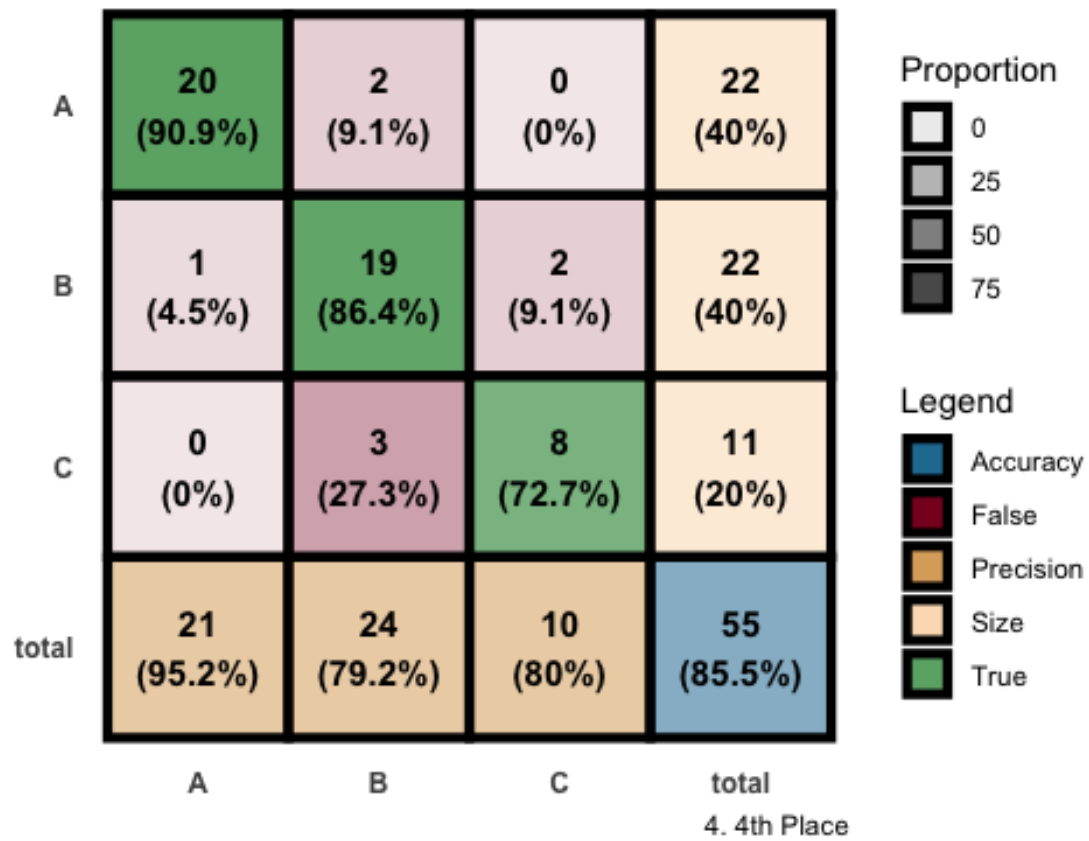 A
20
(90.9%)
2
(9.1%)
0
(0%)
22
(40%)
B
1
(4.5%)
19
(86.4%)
2
(9.1%)
22
(40%)
C
0
(0%)
3
(27.3%)
8
(72.7%)
11
(20%)
total
21
(95.2%)
24
(79.2%)
10
(80%)
55
(85.5%)
A
B
C
total
4. 4th Place
Proportion
0
25
50
75
Legend
Accuracy
False
Precision
Size
True